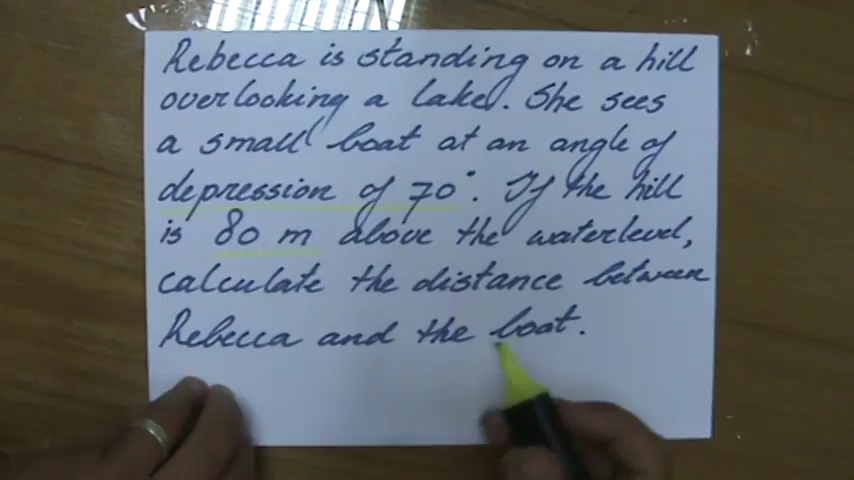 Rebecca is standing on a hill
overlooking a lake. She sees
a small boat at an angle of
depression of 70°. If the hill
is 80 m above the waterlevel,
calculate the distance between
Rebecca and the boat.